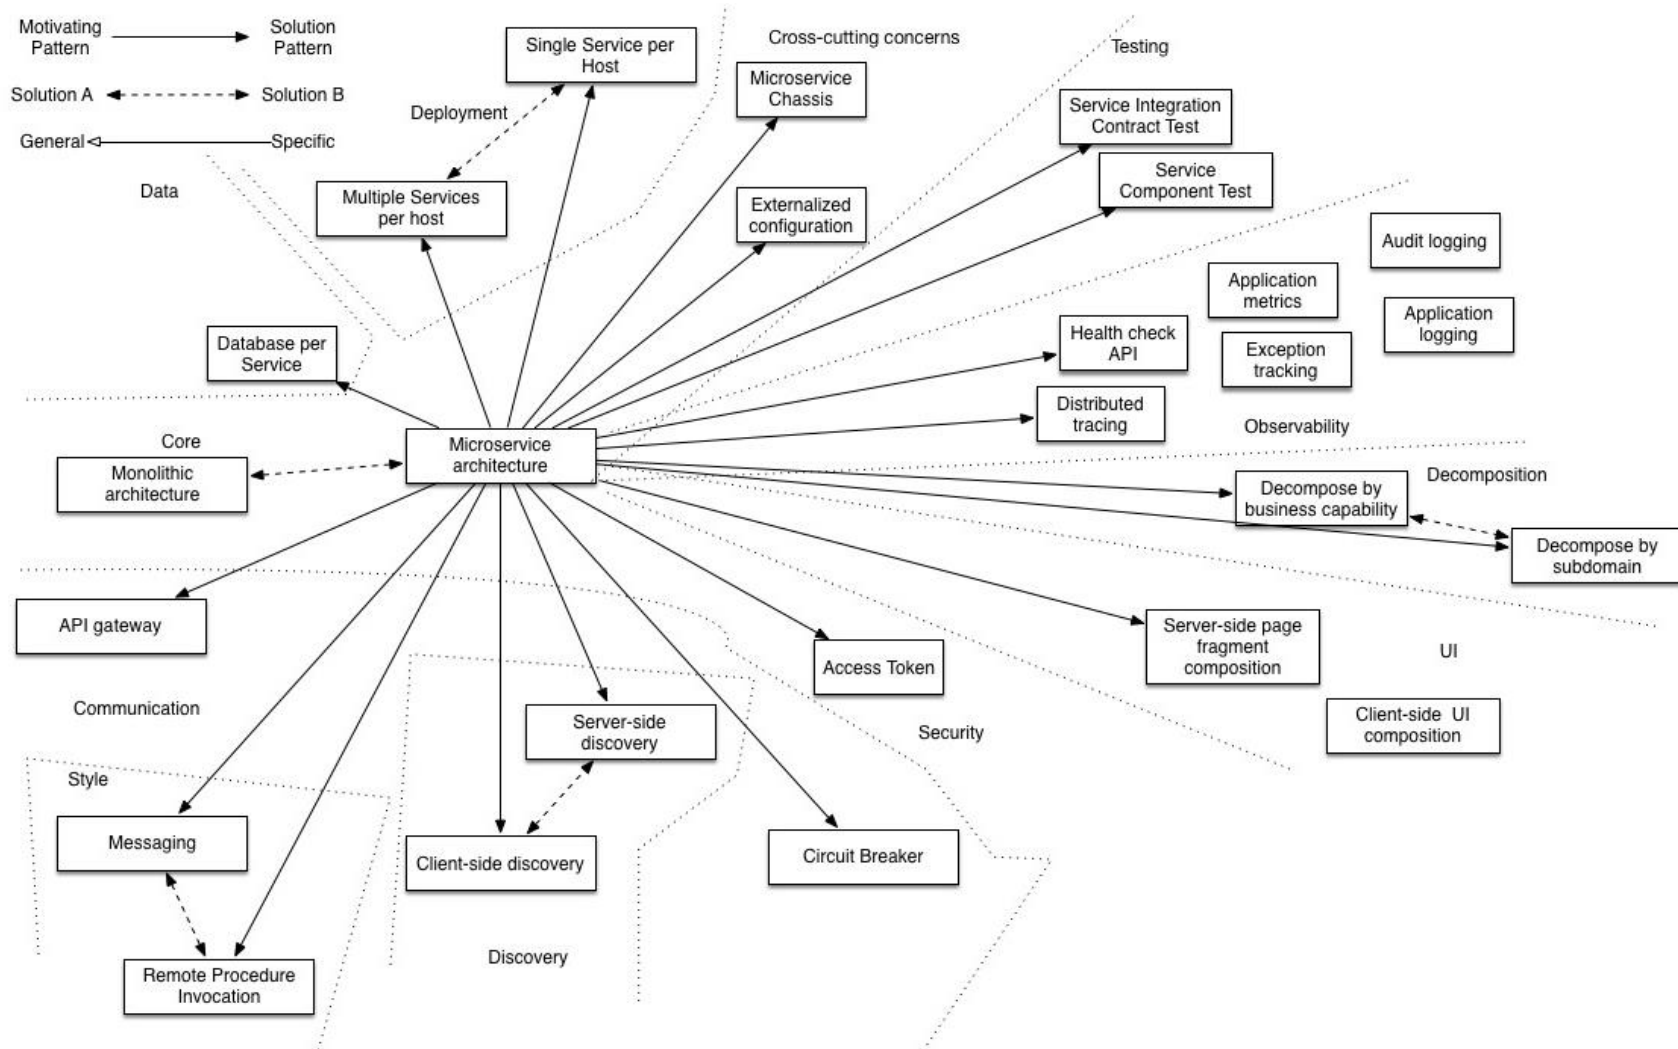 Motivating
Pattern
Solution
Pattern
Solution A
Solution B
General
Specific
Data
Deployment
Single Service per
Host
Multiple Services
per host
Cross-cutting concerns
Microservice
Chassis
Externalized
configuration
Testing
Service Integration
Contract Test
Service
Component Test
Audit logging
Application
metrics
Application
logging
Health check
API
Exception
tracking
Distributed
tracing
Observability
Database per
Service
Core
Monolithic
architecture
Microservice
architecture
Decomposition
Decompose by
business capability
Decompose by
subdomain
API gateway
Communication
Access Token
Security
Server-side page
fragment
composition
UI
Client-side UI
composition
Style
Messaging
Remote Procedure
Invocation
Server-side
discovery
Client-side discovery
Discovery
Circuit Breaker